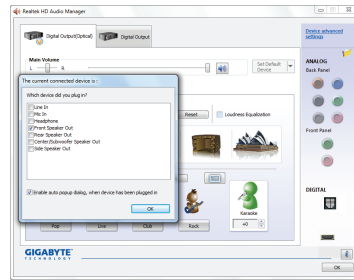 Realtek HD Audio Manager
Digital Output(Optical)
Digital Output
Device advanced settings
Main Volume
L
R
Set Default Device
ANALOG
Back Panel
The current connected device is :
Which device did you plug in?
Line In
Mic In
Headphone
Front Speaker Out
Rear Speaker Out
Center/Subwoofer Speaker Out
Side Speaker Out
Enable auto popup dialog, when device has been plugged in
OK
Reset
Loudness Equalization
Front Panel
Karaoke
Pop
Live
Club
Rock
40
DIGITAL
GIGABYTE
TECHNOLOGY
OK